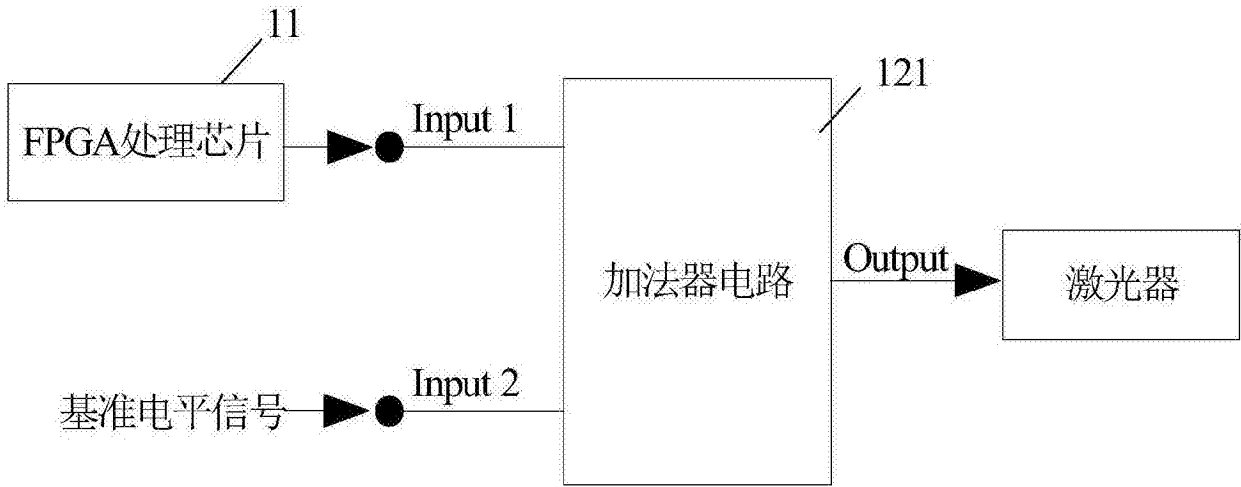 11
FPGA处理芯片
Input 1
121
加法器电路
Output
激光器
基准电平信号
Input 2